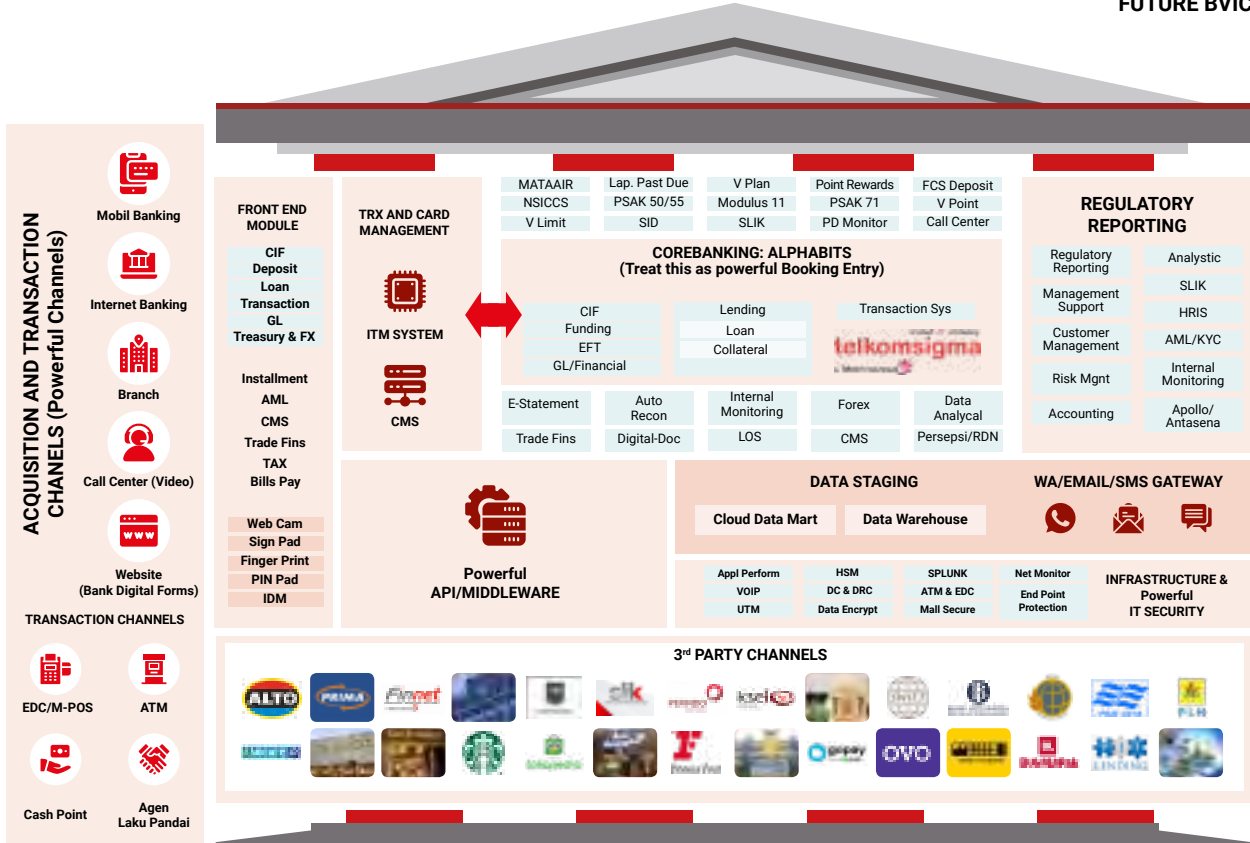 FUTURE BVIC
ACQUISITION AND TRANSACTION
CHANNELS (Powerful Channels)
Mobil Banking
Internet Banking
Branch
Call Center (Video)
www
Website
(Bank Digital Forms)
TRANSACTION CHANNELS
EDC/M-POS
ATM
Cash Point
Agen
Laku Pandai
FRONT END
MODULE
CIF
Deposit
Loan
Transaction
GL
Treasury & FX
Installment
AML
CMS
Trade Fins
TAX
Bills Pay
Web Cam
Sign Pad
Finger Print
PIN Pad
IDM
TRX AND CARD
MANAGEMENT
ITM SYSTEM
CMS
MATAAIR
Lap. Past Due
V Plan
Point Rewards
FCS Deposit
NSICCS
PSAK 50/55
Modulus 11
PSAK 71
V Point
V Limit
SID
SLIK
PD Monitor
Call Center
COREBANKING: ALPHABITS
(Treat this as powerful Booking Entry)
CIF
Funding
EFT
GL/Financial
Lending
Loan
Collateral
Transaction Sys
telkomsigma
E-Statement
Auto
Recon
Internal
Monitoring
Forex
Data
Analycal
Trade Fins
Digital-Doc
LOS
CMS
Persepsi/RDN
REGULATORY
REPORTING
Regulatory
Reporting
Management
Support
Customer
Management
Risk Mgnt
Accounting
Analystic
SLIK
HRIS
AML/KYC
Internal
Monitoring
Apollo/
Antasena
Powerful
API/MIDDLEWARE
DATA STAGING
Cloud Data Mart
Data Warehouse
WA/EMAIL/SMS GATEWAY
Appl Perform
HSM
SPLUNK
Net Monitor
VOIP
DC & DRC
ATM & EDC
End Point
Protection
UTM
Data Encrypt
Mall Secure
INFRASTRUCTURE &
Powerful
IT SECURITY
3rd PARTY CHANNELS
ALTO
PRIMA
Finnet
ksei
PLN
tokopedia
gopay
OVO
LENDING